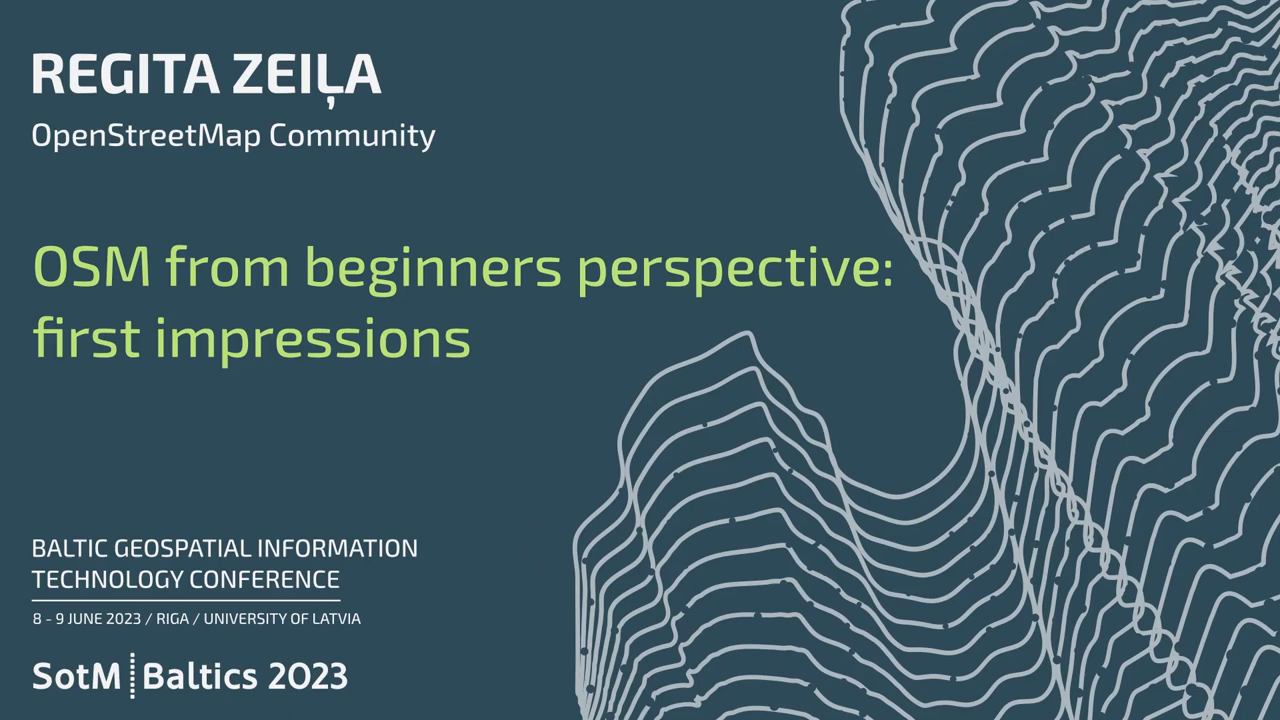 REGITA ZEIĻA
OpenStreetMap Community
OSM from beginners perspective:
first impressions
BALTIC GEOSPATIAL INFORMATION
TECHNOLOGY CONFERENCE
8 - 9 JUNE 2023 / RIGA / UNIVERSITY OF LATVIA
SotM Baltics 2023